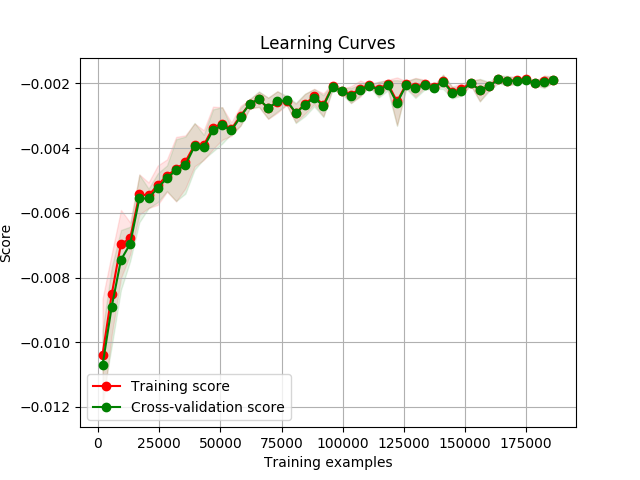 Learning Curves
−0.002
−0.004
−0.006
−0.008
−0.010
−0.012
Score
Training score
Cross-validation score
0 25000 50000 75000 100000 125000 150000 175000
Training examples